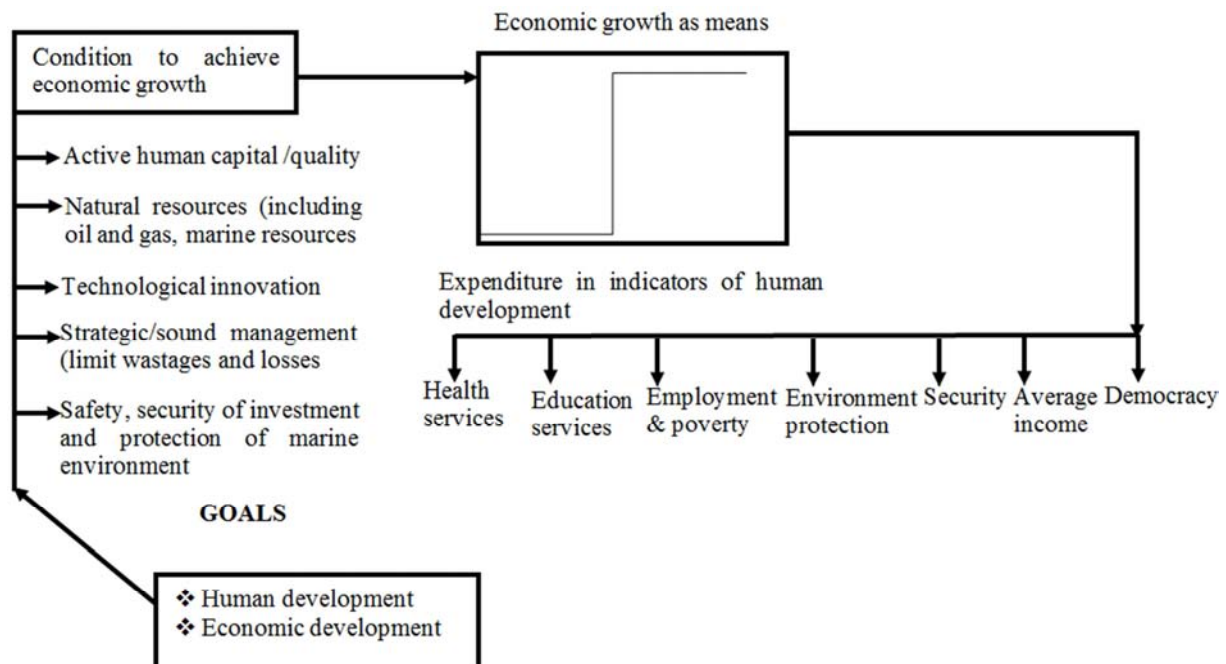 Economic growth as means
Condition to achieve
economic growth
Active human capital /quality
Natural resources (including
oil and gas, marine resources
Technological innovation
Strategic/sound management
(limit wastages and losses
Safety, security of investment
and protection of marine
environment
Expenditure in indicators of human
development
Health
services
Education
services
Employment
& poverty
Environment
protection
Security
Average
income
Democracy
GOALS
❖ Human development
❖ Economic development